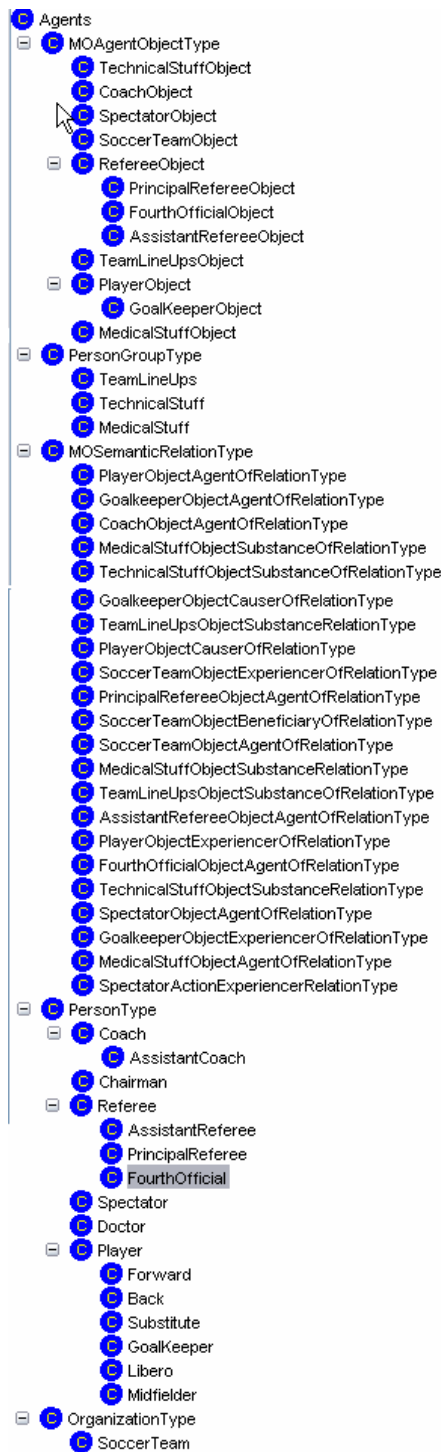 Agents
MOAgentObjectType
TechnicalStuffObject
CoachObject
SpectatorObject
SoccerTeamObject
RefereeObject
PrincipalRefereeObject
FourthOfficialObject
AssistantRefereeObject
TeamLineUpsObject
PlayerObject
GoalKeeperObject
MedicalStuffObject
PersonGroupType
TeamLineUps
TechnicalStuff
MedicalStuff
MOSemanticRelationType
PlayerObjectAgentOfRelationType
GoalkeeperObjectAgentOfRelationType
CoachObjectAgentOfRelationType
MedicalStuffObjectSubstanceOfRelationType
TechnicalStuffObjectSubstanceOfRelationType
GoalkeeperObjectCauserOfRelationType
TeamLineUpsObjectSubstanceRelationType
PlayerObjectCauserOfRelationType
SoccerTeamObjectExperiencerOfRelationType
PrincipalRefereeObjectAgentOfRelationType
SoccerTeamObjectBeneficiaryOfRelationType
SoccerTeamObjectAgentOfRelationType
MedicalStuffObjectSubstanceRelationType
TeamLineUpsObjectSubstanceOfRelationType
AssistantRefereeObjectAgentOfRelationType
PlayerObjectExperiencerOfRelationType
FourthOfficialObjectAgentOfRelationType
TechnicalStuffObjectSubstanceRelationType
SpectatorObjectAgentOfRelationType
GoalkeeperObjectExperiencerOfRelationType
MedicalStuffObjectAgentOfRelationType
SpectatorActionExperiencerRelationType
PersonType
Coach
AssistantCoach
Chairman
Referee
AssistantReferee
PrincipalReferee
FourthOfficial
Spectator
Doctor
Player
Forward
Back
Substitute
GoalKeeper
Libero
Midfielder
OrganizationType
SoccerTeam